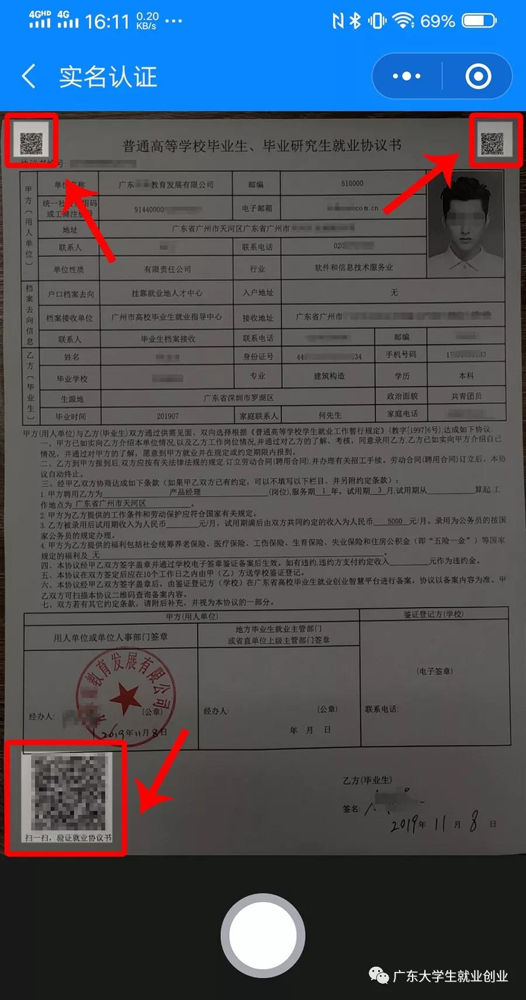 4GHD 4G 16:11 0.20 KB/s ... 69%
实名认证
普通高等学校毕业生、毕业研究生就业协议书
协议书编号:
甲方(用人单位)
单位名称 广东 教育发展有限公司 邮编 510000
统一社 用码或工商注册号 91440000 电子邮箱 com.cn
地址 广东省广州市天河区广东省广州市
联系人 联系电话 020
单位性质 有限责任公司 行业 软件和信息技术服务业
档案去向信息
户口档案去向 挂靠就业地人才中心 入户地址 无
档案接收单位 广州市高校毕业生就业指导中心 接收地址 广东省广州市
联系人 毕业生档案接收 联系电话 邮编
乙方(毕业生)
姓名 身份证号 44 34 手机号码 1 33
毕业学校 专业 建筑构造 学历 本科
生源地 广东省深圳市罗湖区 政治面貌 共青团员
毕业时间 201907 家庭联系人 何先生 家庭电话
甲方(用人单位)与乙方(毕业生)双方通过供需见面、双向选择根据《普通高等学校学生就业工作暂行规定》(教字[1997]6号),达成如下协议:
一、甲方已如实向乙方介绍本单位情况,以及乙方工作岗位情况,并通过对乙方的了解、考核,同意录用乙方,乙方已如实向甲方介绍自己
情况，并通过对甲方的了解，愿意到甲方就业并在规定或约定期限内报到。
二、乙方到甲方报到后,双方应按有关法律法规的规定,订立劳动合同(聘用合同),并办理有关招工手续。劳动合同(聘用合同)订立后，本协
议自动终止。
三、经甲乙双方协商达成如下条款（如果甲乙双方已有约定，可以不填写以下栏目、并另附约定条款）:
1.甲方聘用乙方为 产品经理 (岗位),服务期 1 年，试用期 3 月,试用期从 算起,工
作地点为 广东省广州市天河区 。
2.甲方为乙方提供的工作条件和劳动保护应符合国家有关规定。
3.乙方被录用后试用期收入为人民币 元/月，试用期满后由双方共同约定的收入为人民币 5000 元/月。录用为公务员的按国
家公务员的规定办理。
4.甲方为乙方提供的福利包括社会统筹养老保险、医疗保险、工伤保险、生育保险、失业保险和住房公积金（即“五险一金”）等国家
规定的福利及 无 。
四、本协议经甲乙双方签字盖章并通过学校电子签章鉴证备案后生效。如有违约,违约方支付约定收入 元作为违约金。
五、本协议在双方签定后应在10个工作日之内由甲（乙）方送学校鉴证登记。
六、本协议经甲乙双方签字盖章后，由鉴证登记方（学校）在广东省高校毕业生就业创业智慧平台进行备案，协议以备案内容为准。甲
乙双方可扫描本协议二维码查询备案内容。
七、双方若有其它约定条款，请附后补充，并视为本协议的一部分。
甲方(用人单位) 鉴证登记方(学校)
用人单位或单位人事部门签章 地方毕业生就业主管部门
或省直单位上级主管部门签章
教育发展有限公司
(电子签章)
经办人: (公章) 经办人: (公章) 联系电话:
2019年11月8日 年 月 日
扫一扫，验证就业协议书
乙方(毕业生)
签名:
2019年 11 月 8 日
广东大学生就业创业